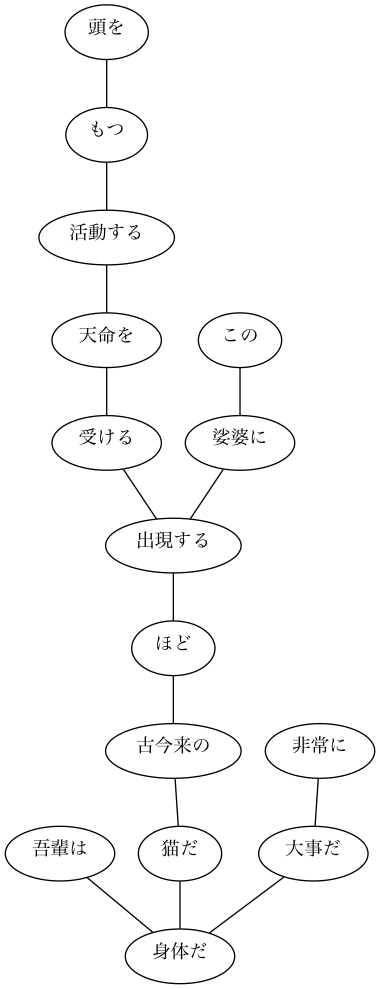 頭を
もつ
活動する
天命を
この
受ける
娑婆に
出現する
ほど
古今来の
非常に
吾輩は
猫だ
大事だ
身体だ